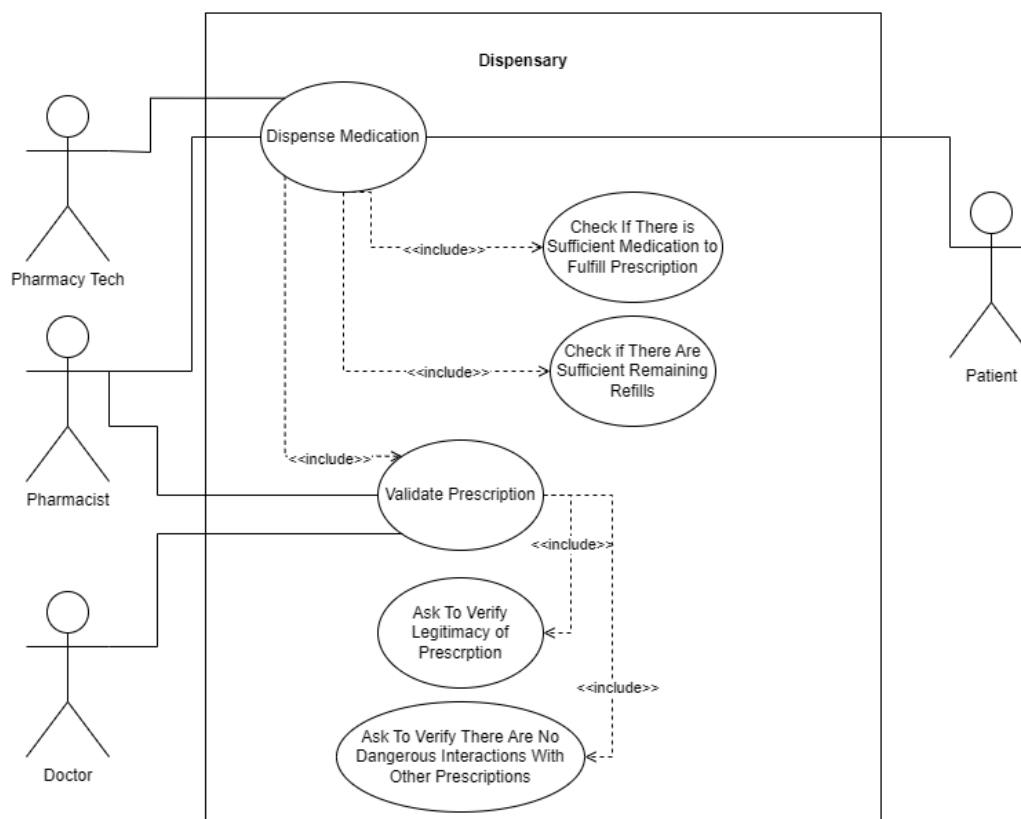 Dispensary
Dispense Medication
Pharmacy Tech
Check If There is
Sufficient Medication to
Fulfill Prescription
<<include>>
Check if There Are
Sufficient Remaining
Refills
<<include>>
Patient
Pharmacist
<<include>>
Validate Prescription
<<include>>
Ask To Verify
Legitimacy of
Prescrption
<<include>>
Ask To Verify There Are No
Dangerous Interactions With
Other Prescriptions
Doctor